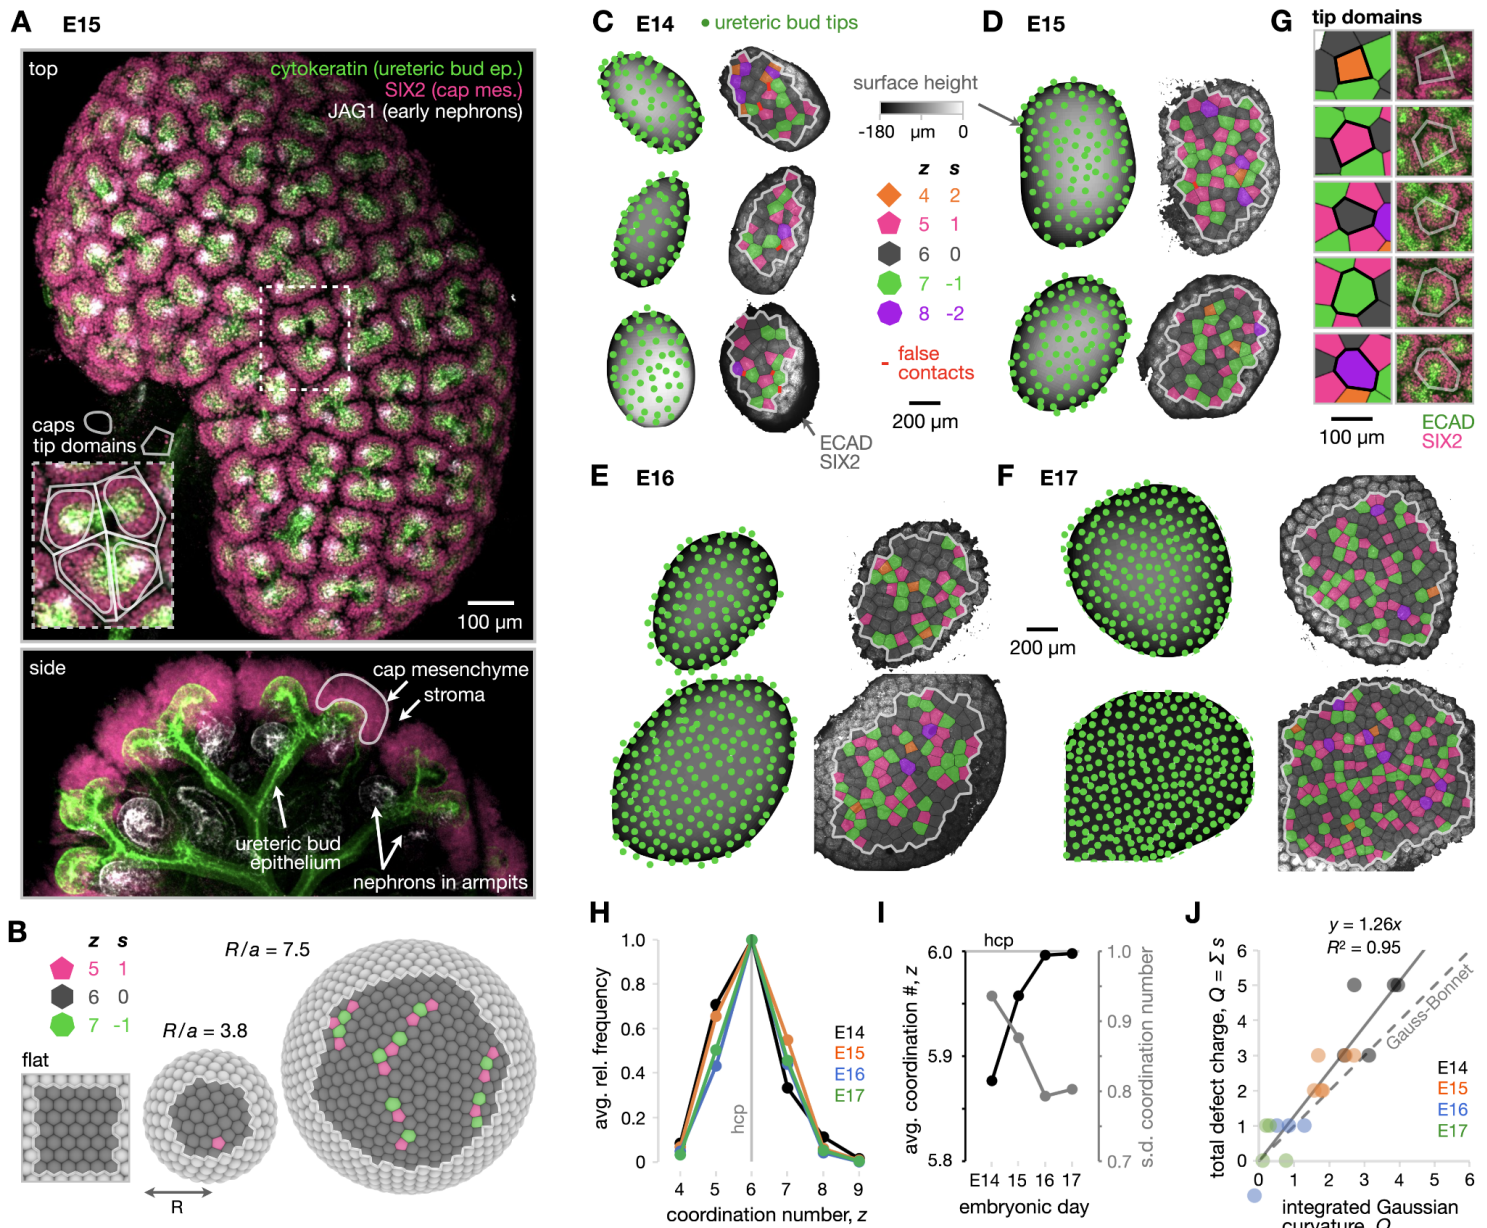 A E15
top
cytokeratin (ureteric bud ep.)
SIX2 (cap mes.)
JAG1 (early nephrons)
caps
tip domains
100 µm
side
cap mesenchyme
stroma
ureteric bud
epithelium
nephrons in armpits
B
z s
5 1
6 0
7 -1
R/a = 7.5
R/a = 3.8
flat
R
C E14
• ureteric bud tips
surface height
-180 µm 0
z s
4 2
5 1
6 0
7 -1
8 -2
- false
contacts
200 µm
ECAD
SIX2
D E15
E E16
F E17
200 µm
G tip domains
100 µm
ECAD
SIX2
H
avg. rel. frequency
1.0
0.8
0.6
0.4
0.2
0
hcp
E14
E15
E16
E17
4 5 6 7 8 9
coordination number, z
I
hcp
avg. coordination #, z
6.0
5.9
5.8
1.0
0.9
0.8
0.7
s.d. coordination number
E14 15 16 17
embryonic day
J
y = 1.26x
R² = 0.95
total defect charge, Q = Σ s
6
5
4
3
2
1
0
Gauss-Bonnet
E14
E15
E16
E17
0 1 2 3 4 5 6
integrated Gaussian
curvature, Q